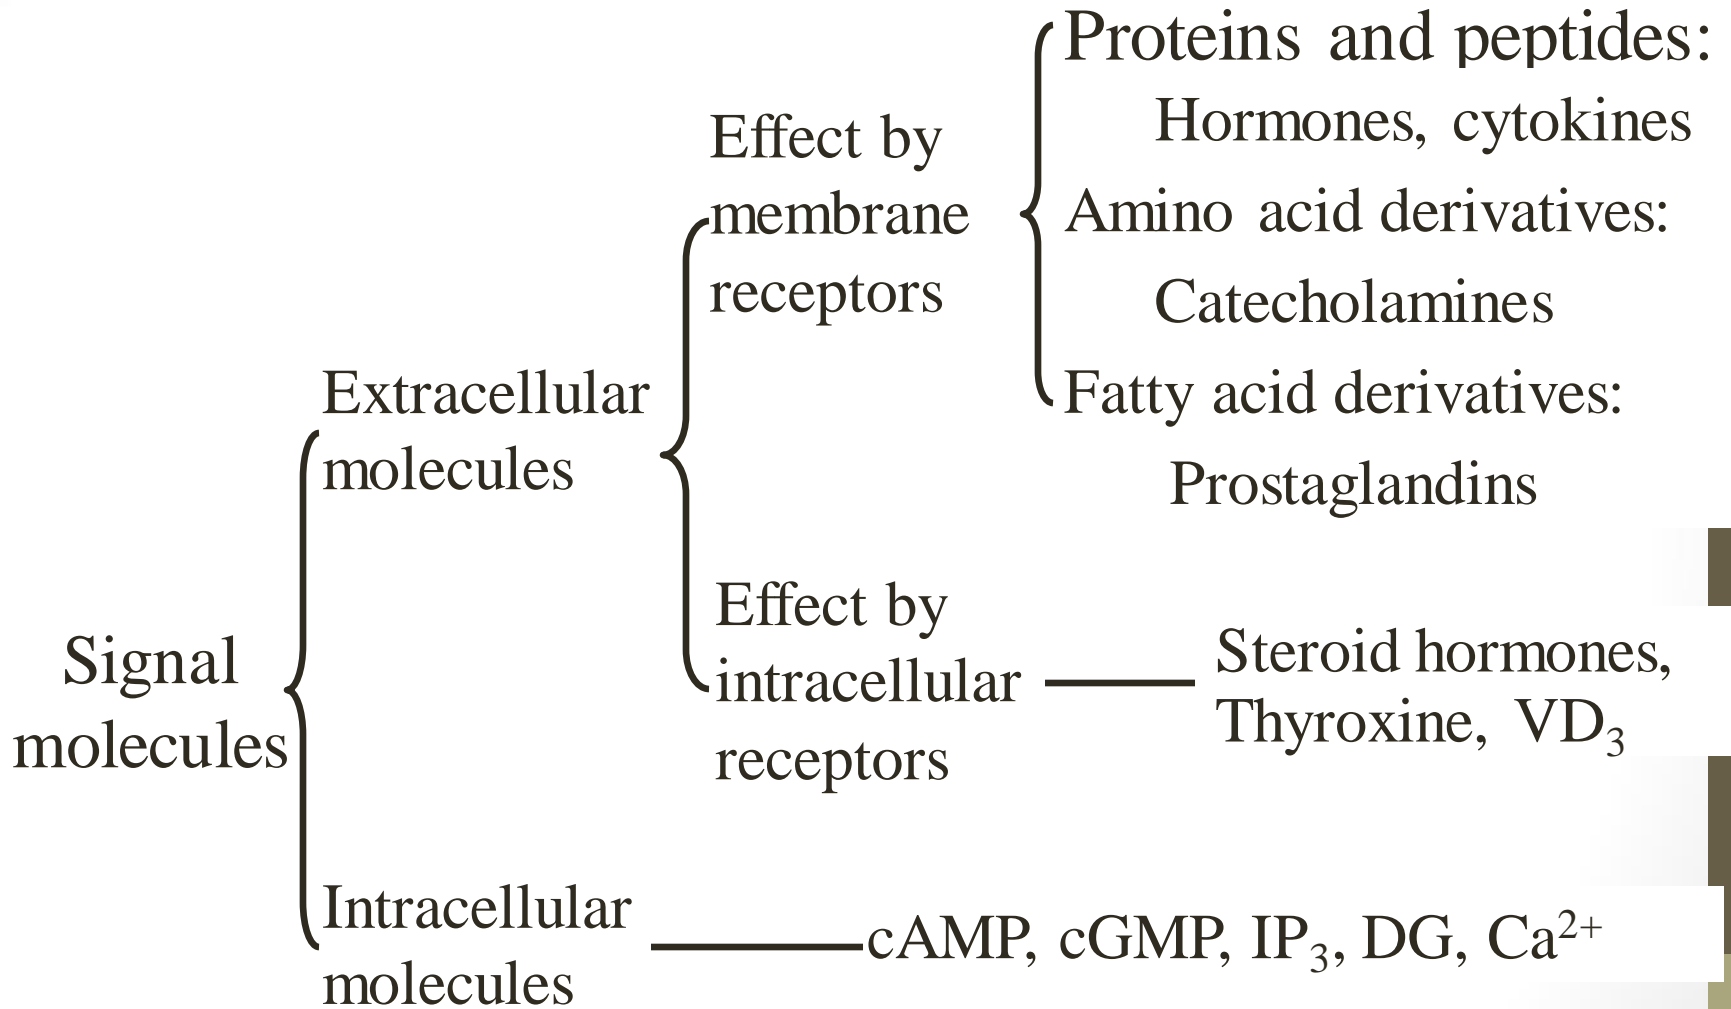 Proteins and peptides:
Hormones, cytokines
Amino acid derivatives:
Catecholamines
Fatty acid derivatives:
Prostaglandins
Effect by
membrane
receptors
Extracellular
molecules
Effect by
intracellular
receptors
Steroid hormones,
Thyroxine, VD₃
Signal
molecules
Intracellular
molecules
cAMP, cGMP, IP₃, DG, Ca²⁺